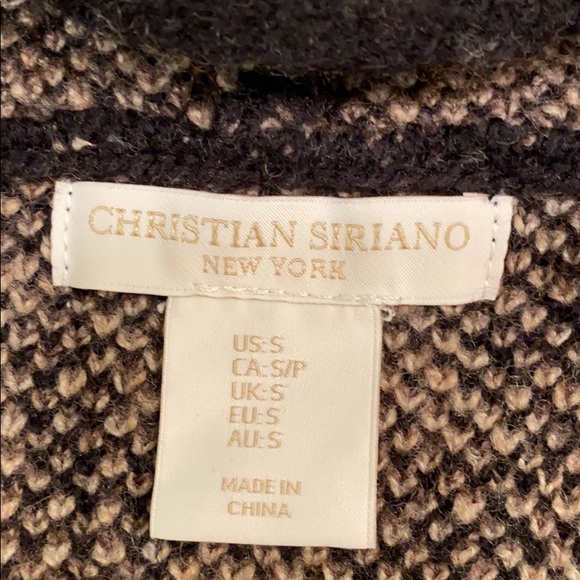 CHRISTIAN SIRIANO
NEW YORK
US:S
CA:S/P
UK:S
EU:S
AU:S
MADE IN
CHINA